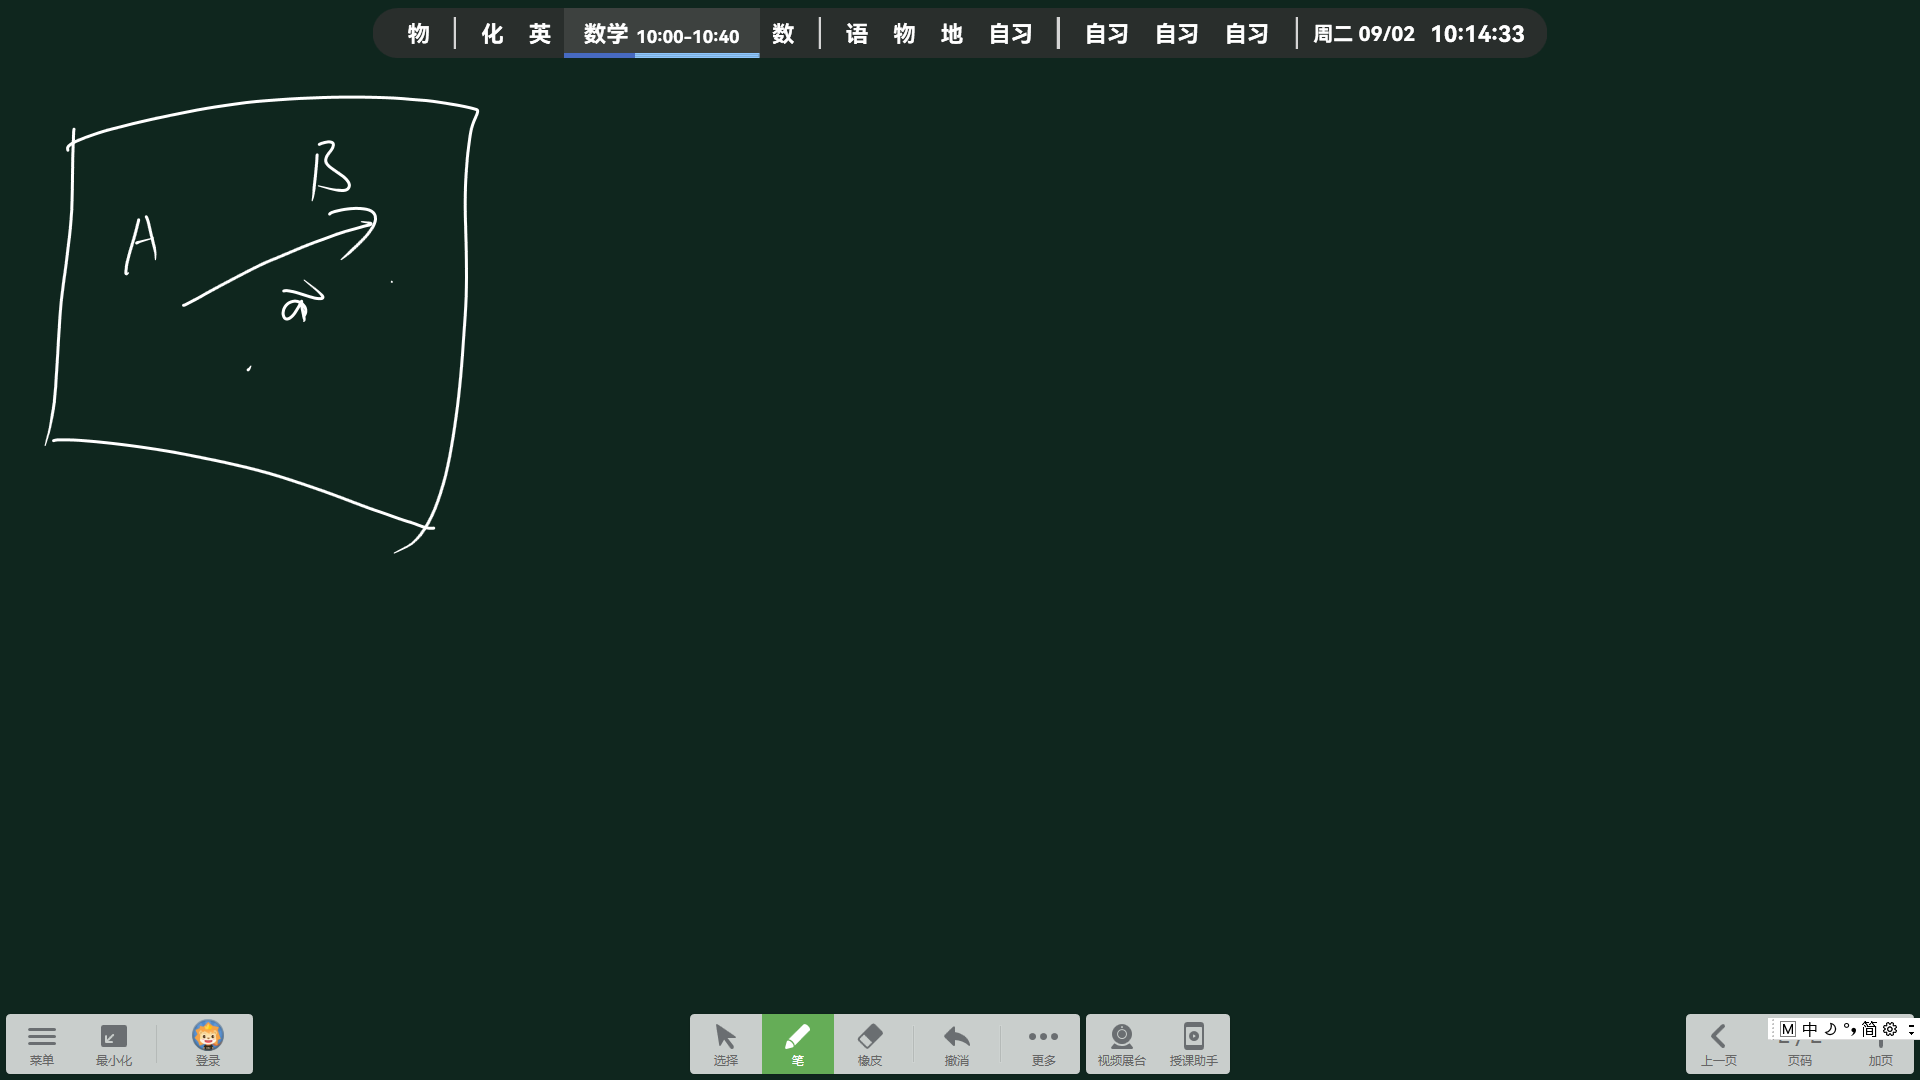 物 化 英 数学 10:00-10:40 数 语 物 地 自习 自习 自习 自习 周二 09/02 10:14:33
B
A
a
菜单 最小化 登录 选择 笔 橡皮 撤消 更多 视频展台 授课助手 上一页 页码 加页
M 中 简